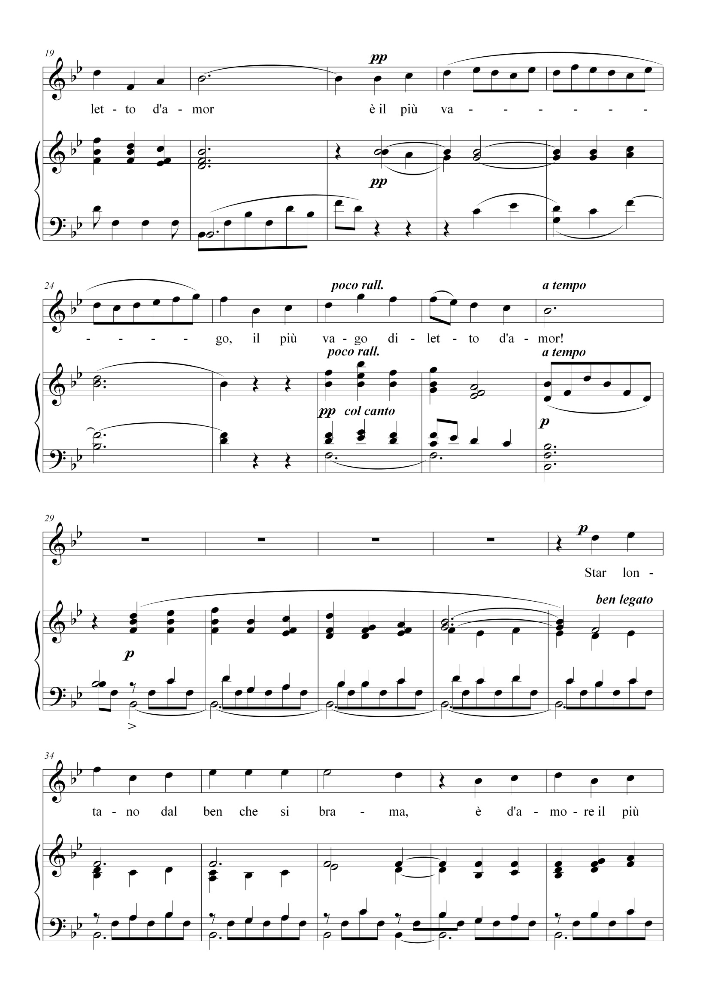 19
pp
let - to d'a - mor è il più va - - - - - -
pp
24
poco rall. a tempo
- - - - go, il più va - go di - let - to d'a - mor!
poco rall. a tempo
pp col canto
p
29
p
Star lon -
ben legato
p
34
ta - no dal ben che si bra - ma, è d'a - mo - re il più